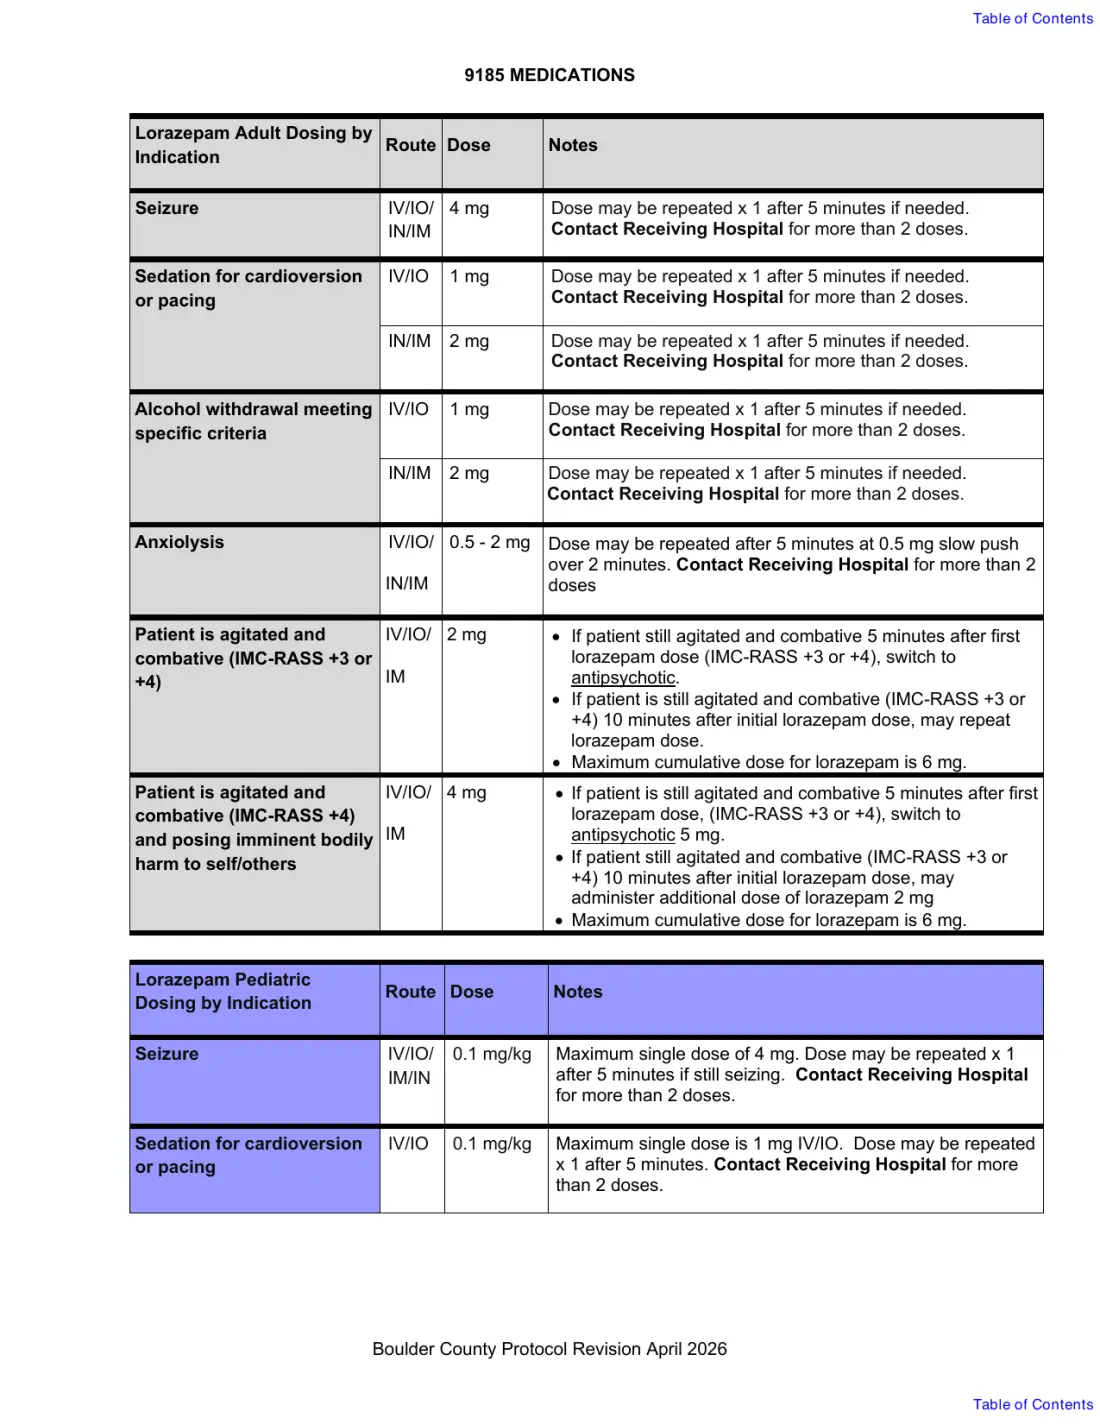 Table of Contents
9185 MEDICATIONS
Lorazepam Adult Dosing by
Indication
Route
Dose
Notes
Seizure
IV/IO/
IN/IM
4 mg
Dose may be repeated x 1 after 5 minutes if needed.
Contact Receiving Hospital for more than 2 doses.
Sedation for cardioversion
or pacing
IV/IO
1 mg
Dose may be repeated x 1 after 5 minutes if needed.
Contact Receiving Hospital for more than 2 doses.
IN/IM
2 mg
Dose may be repeated x 1 after 5 minutes if needed.
Contact Receiving Hospital for more than 2 doses.
Alcohol withdrawal meeting
specific criteria
IV/IO
1 mg
Dose may be repeated x 1 after 5 minutes if needed.
Contact Receiving Hospital for more than 2 doses.
IN/IM
2 mg
Dose may be repeated x 1 after 5 minutes if needed.
Contact Receiving Hospital for more than 2 doses.
Anxiolysis
IV/IO/
IN/IM
0.5 - 2 mg
Dose may be repeated after 5 minutes at 0.5 mg slow push
over 2 minutes. Contact Receiving Hospital for more than 2
doses
Patient is agitated and
combative (IMC-RASS +3 or
+4)
IV/IO/
IM
2 mg
• If patient still agitated and combative 5 minutes after first
lorazepam dose (IMC-RASS +3 or +4), switch to
antipsychotic.
• If patient is still agitated and combative (IMC-RASS +3 or
+4) 10 minutes after initial lorazepam dose, may repeat
lorazepam dose.
• Maximum cumulative dose for lorazepam is 6 mg.
Patient is agitated and
combative (IMC-RASS +4)
and posing imminent bodily
harm to self/others
IV/IO/
IM
4 mg
• If patient is still agitated and combative 5 minutes after first
lorazepam dose, (IMC-RASS +3 or +4), switch to
antipsychotic 5 mg.
• If patient still agitated and combative (IMC-RASS +3 or
+4) 10 minutes after initial lorazepam dose, may
administer additional dose of lorazepam 2 mg
• Maximum cumulative dose for lorazepam is 6 mg.
Lorazepam Pediatric
Dosing by Indication
Route
Dose
Notes
Seizure
IV/IO/
IM/IN
0.1 mg/kg
Maximum single dose of 4 mg. Dose may be repeated x 1
after 5 minutes if still seizing. Contact Receiving Hospital
for more than 2 doses.
Sedation for cardioversion
or pacing
IV/IO
0.1 mg/kg
Maximum single dose is 1 mg IV/IO. Dose may be repeated
x 1 after 5 minutes. Contact Receiving Hospital for more
than 2 doses.
Boulder County Protocol Revision April 2026
Table of Contents